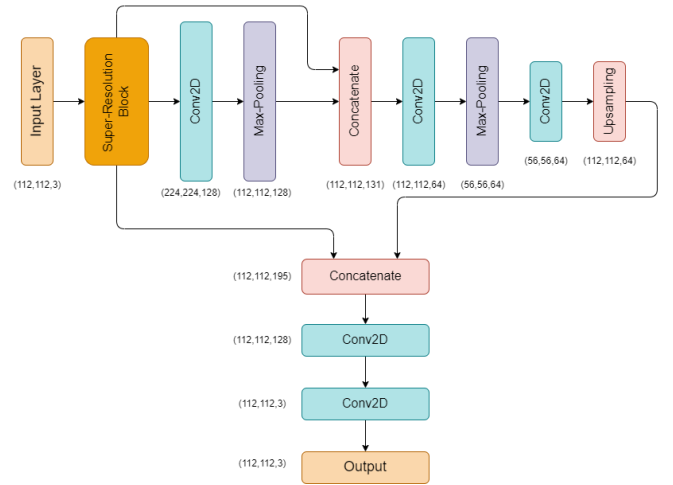 Input Layer
Super-Resolution
Block
Conv2D
Max-Pooling
Concatenate
Conv2D
Max-Pooling
Conv2D
Upsampling
(112,112,3)
(224,224,128)
(112,112,128)
(112,112,131)
(112,112,64)
(56,56,64)
(56,56,64)
(112,112,64)
(112,112,195)
Concatenate
(112,112,128)
Conv2D
(112,112,3)
Conv2D
(112,112,3)
Output